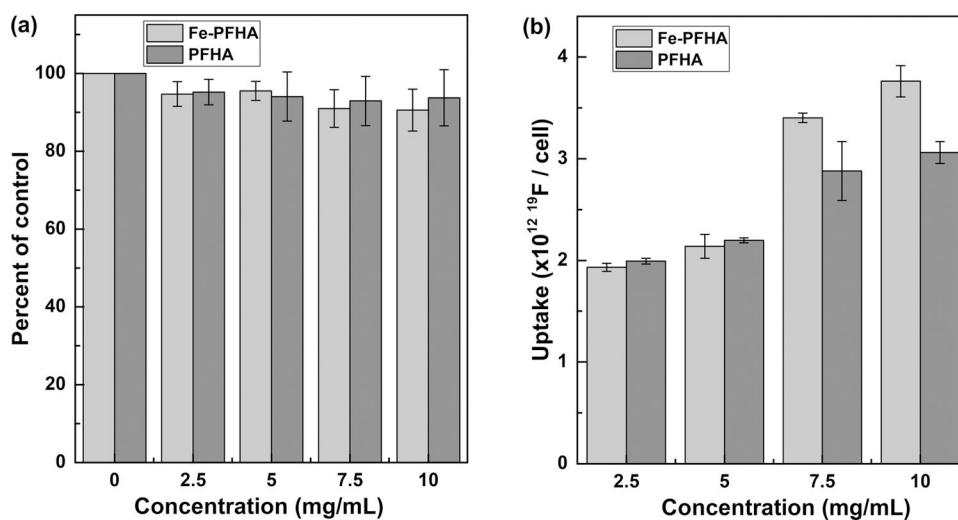 (a)
Fe-PFHA
PFHA
Percent of control
100
80
60
40
20
0
0 2.5 5 7.5 10
Concentration (mg/mL)
(b)
Fe-PFHA
PFHA
Uptake (x10¹² ¹⁹F / cell)
4
3
2
1
0
2.5 5 7.5 10
Concentration (mg/mL)